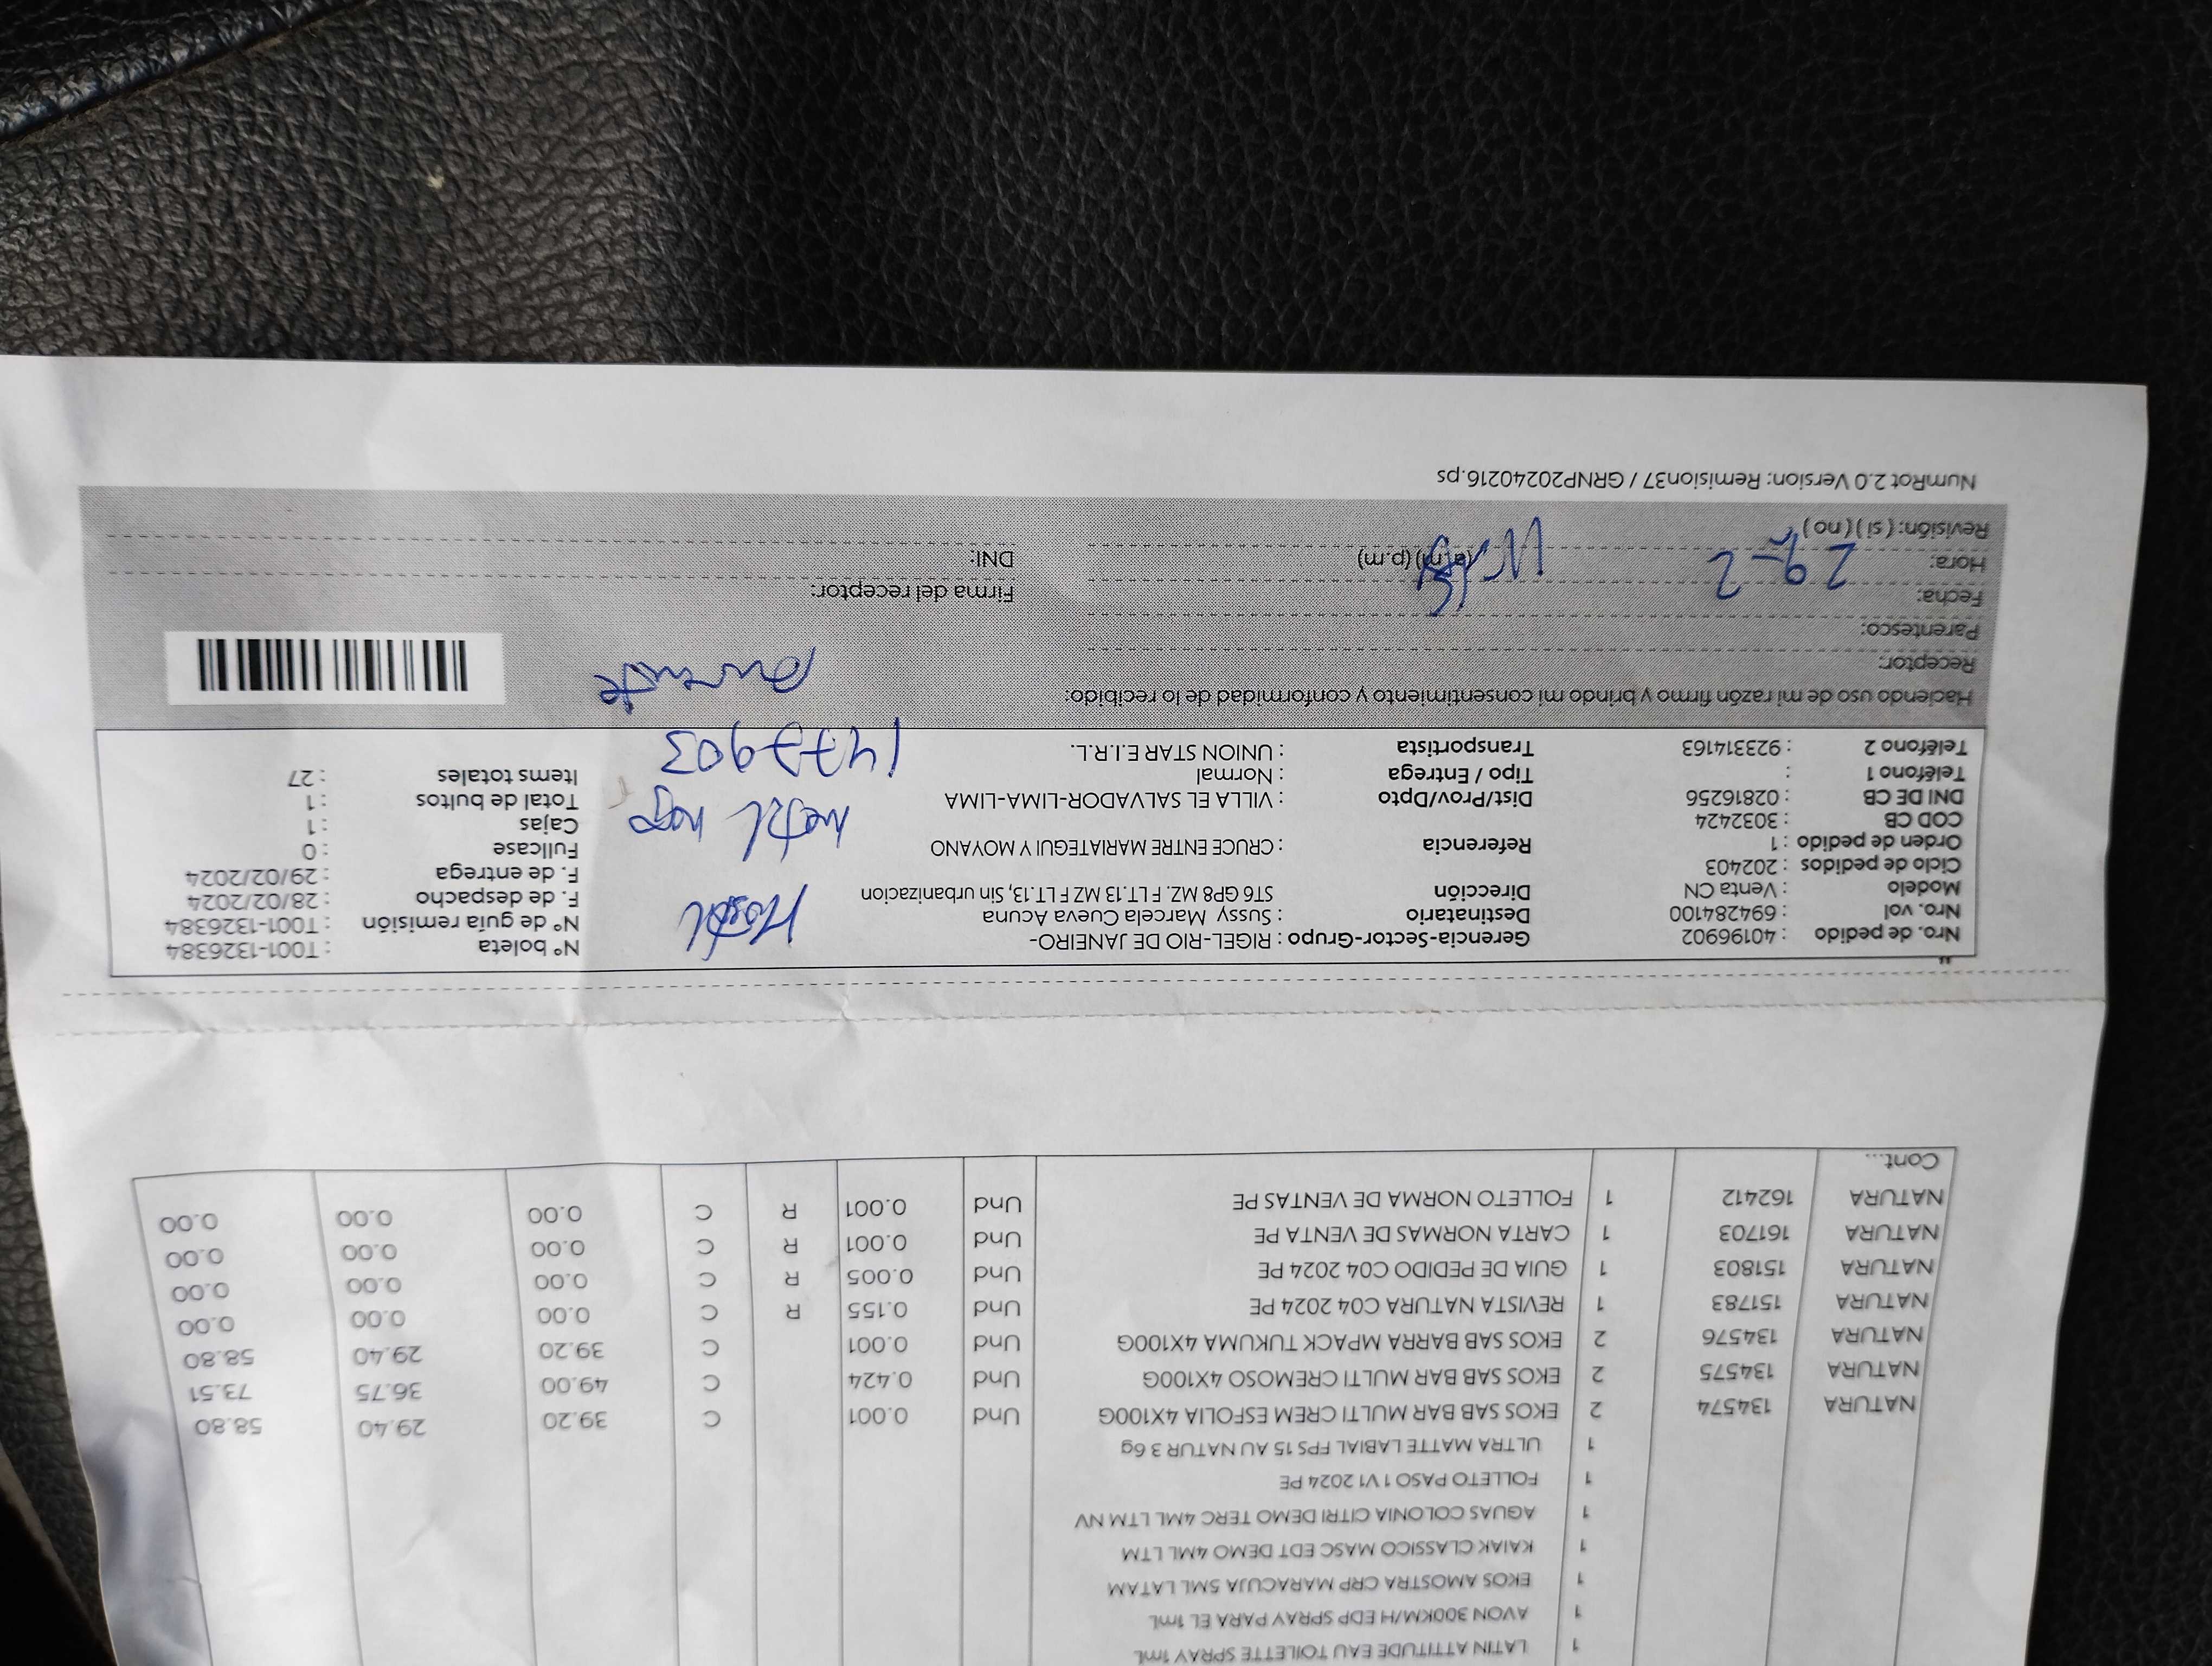 LATIN ATTITUDE EAU TOILETTE SPRAY 1mL 1
AVON 300KM/H EDP SPRAY PARA EL 1mL 1
EKOS AMOSTRA CRP MARACUJA 5ML LATAM 1
KAIAK CLASSICO MASC EDT DEMO 4ML LTM 1
AGUAS COLONIA CITRI DEMO TERC 4ML LTM NV 1
FOLLETO PASO 1 V1 2024 PE 1
ULTRA MATTE LABIAL FPS 15 AU NATUR 3 6g 1
NATURA 134574 2 EKOS SAB BAR MULTI CREM ESFOLIA 4X100G Und 0.001 C 39.20 29.40 58.80
NATURA 134575 2 EKOS SAB BAR MULTI CREMOSO 4X100G Und 0.424 C 49.00 36.75 73.51
NATURA 134576 2 EKOS SAB BARRA MPACK TUKUMA 4X100G Und 0.001 C 39.20 29.40 58.80
NATURA 151783 1 REVISTA NATURA C04 2024 PE Und 0.155 R C 0.00 0.00 0.00
NATURA 151803 1 GUIA DE PEDIDO C04 2024 PE Und 0.005 R C 0.00 0.00 0.00
NATURA 161703 1 CARTA NORMAS DE VENTA PE Und 0.001 R C 0.00 0.00 0.00
NATURA 162412 1 FOLLETO NORMA DE VENTAS PE Und 0.001 R C 0.00 0.00 0.00
Cont...
Nro. de pedido : 40196902 Gerencia-Sector-Grupo : RIGEL-RIO DE JANEIRO- N° boleta : T001-1326384
Nro. vol : 694284100 Destinatario : Sussy Marcela Cueva Acuna N° de guía remisión : T001-1326384
Modelo : Venta CN Dirección ST6 GP8 MZ. F LT.13 MZ F LT 13, Sin urbanizacion F. de despacho : 28/02/2024
Ciclo de pedidos : 202403 F. de entrega : 29/02/2024
Orden de pedido : 1 Referencia : CRUCE ENTRE MARIATEGUI Y MOYANO Fullcase : 0
COD CB : 3032424 Cajas : 1
DNI DE CB : 02816256 Dist/Prov/Dpto : VILLA EL SALVADOR-LIMA-LIMA Total de bultos : 1
Teléfono 1 : Tipo / Entrega : Normal Items totales : 27
Teléfono 2 : 923314163 Transportista : UNION STAR E.I.R.L.
Haciendo uso de mi razón firmo y brindo mi consentimiento y conformidad de lo recibido:
Receptor:
Parentesco:
Fecha: 29-2 Firma del receptor:
Hora: (a.m) (p.m) DNI:
Revisión: ( si ) ( no )
NumRot 2.0 Version: Remision37 / GRNP20240216.ps